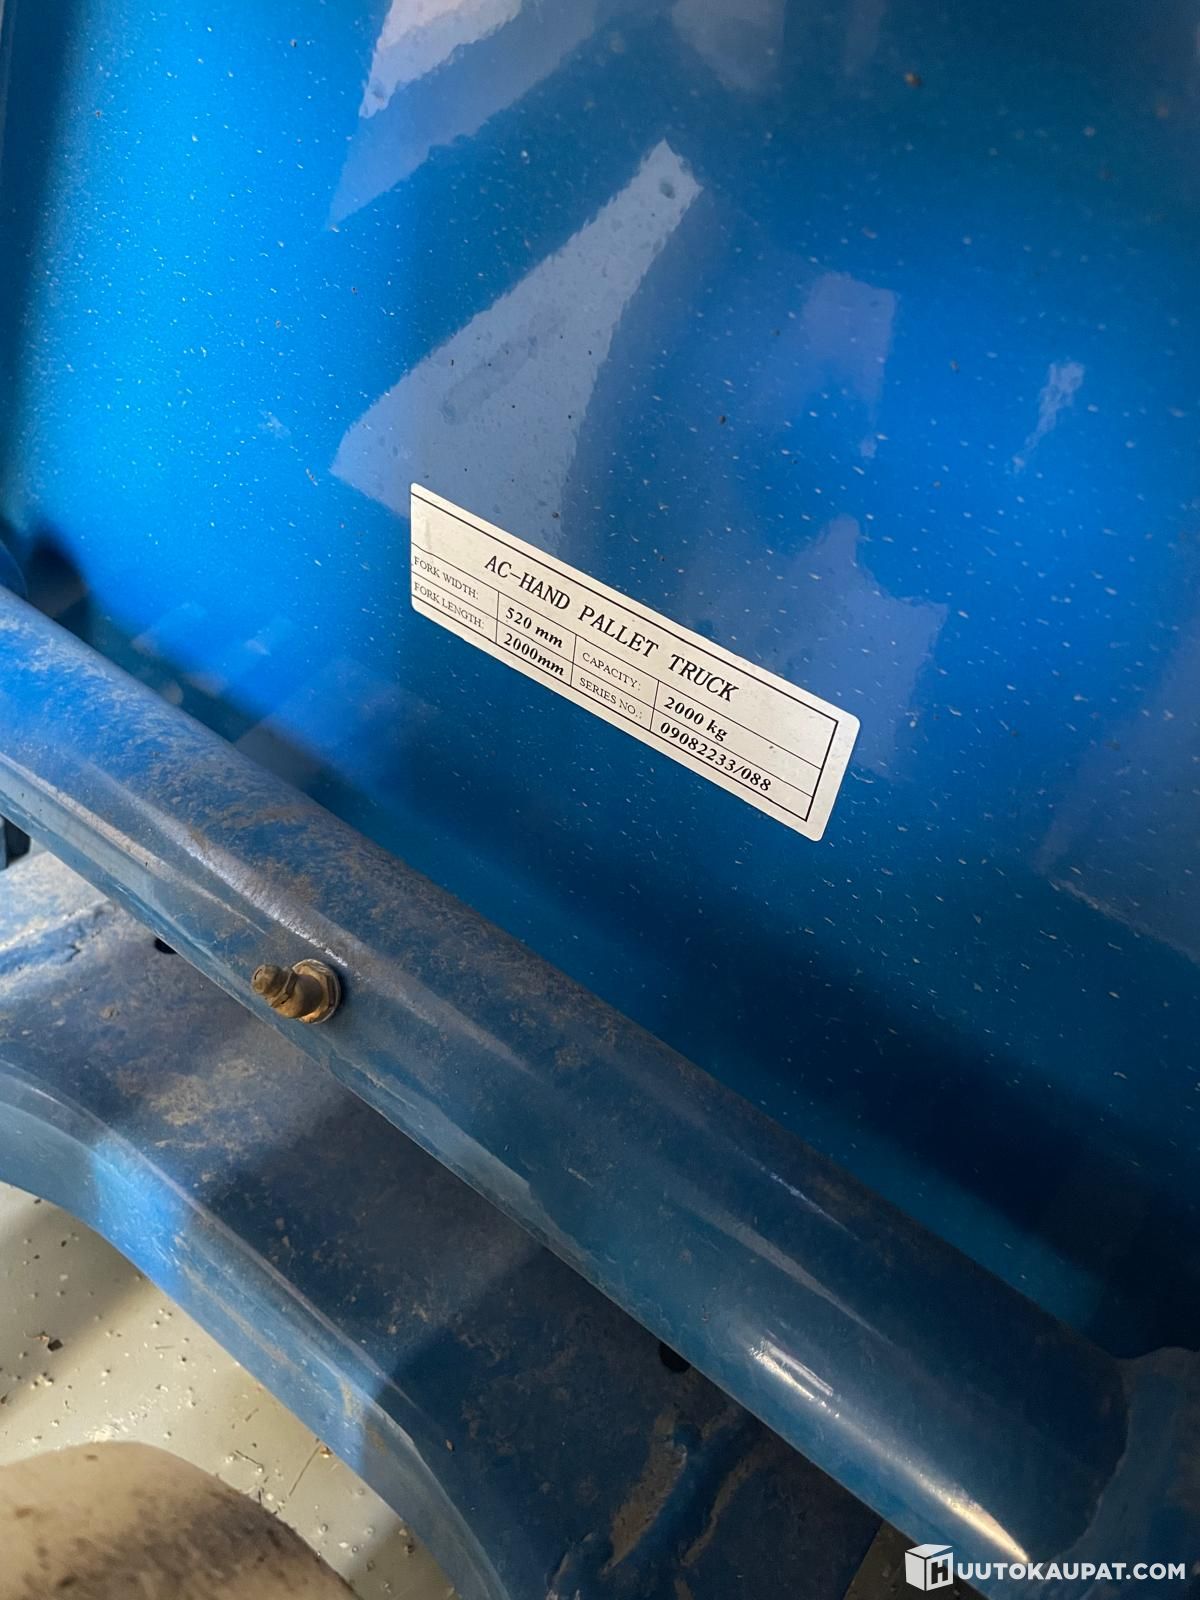 AC-HAND PALLET TRUCK
FORK WIDTH: 520 mm CAPACITY: 2000 kg
FORK LENGTH: 2000mm SERIES NO.: 09082233/088
HUUTOKAUPAT.COM